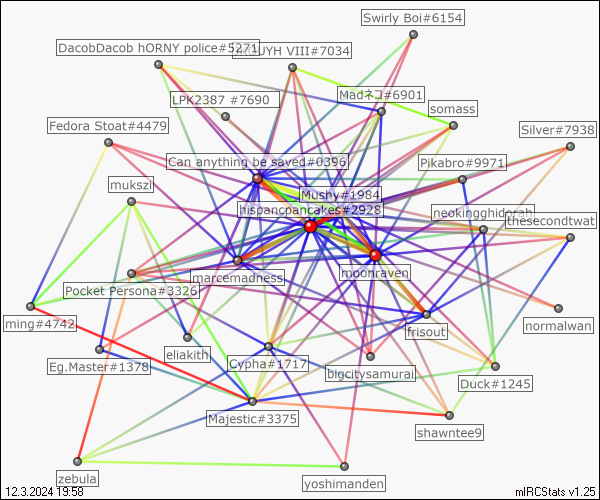 Swirly Boi#6154
DacobDacob hORNY police#5271
UYH VIII#7034
LPK2387 #7690
Madネコ#6901
somass
Fedora Stoat#4479
Silver#7938
Can anything be saved#0396
Pikabro#9971
mukszi
Mushy#1984
hispancpancakes#2928
neokingghidorah
thesecondtwat
marcemadness
moonraven
Pocket Persona#3326
ming#4742
frisout
normalwan
eliakith
Cypha#1717
bigcitysamurai
Eg.Master#1378
Duck#1245
Majestic#3375
shawntee9
zebula
yoshimanden
12.3.2024 19:58
mIRCStats v1.25